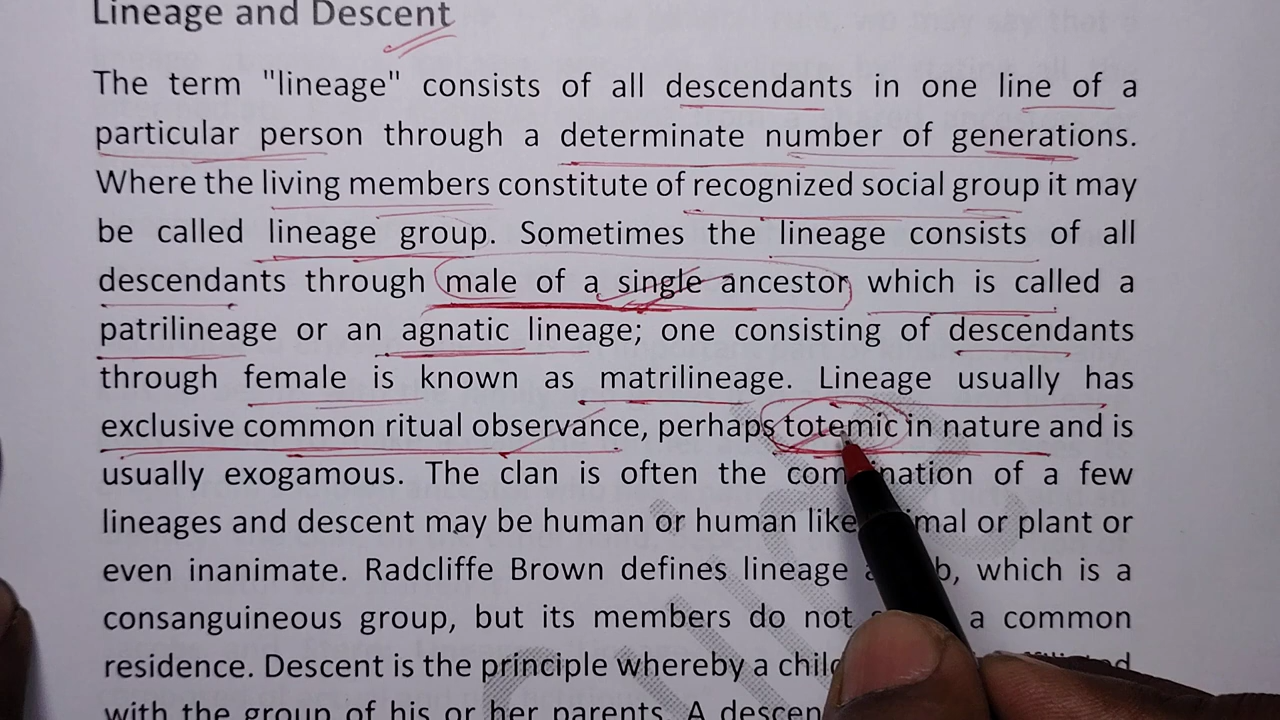 Lineage and Descent
The term "lineage" consists of all descendants in one line of a
particular person through a determinate number of generations.
Where the living members constitute of recognized social group it may
be called lineage group. Sometimes the lineage consists of all
descendants through male of a single ancestor which is called a
patrilineage or an agnatic lineage; one consisting of descendants
through female is known as matrilineage. Lineage usually has
exclusive common ritual observance, perhaps totemic in nature and is
usually exogamous. The clan is often the of a few
lineages and descent may be human or human like or plant or
even inanimate. Radcliffe Brown defines lineage which is a
consanguineous group, but its members do not a common
residence. Descent is the principle whereby a
with the group of his or her parents. A